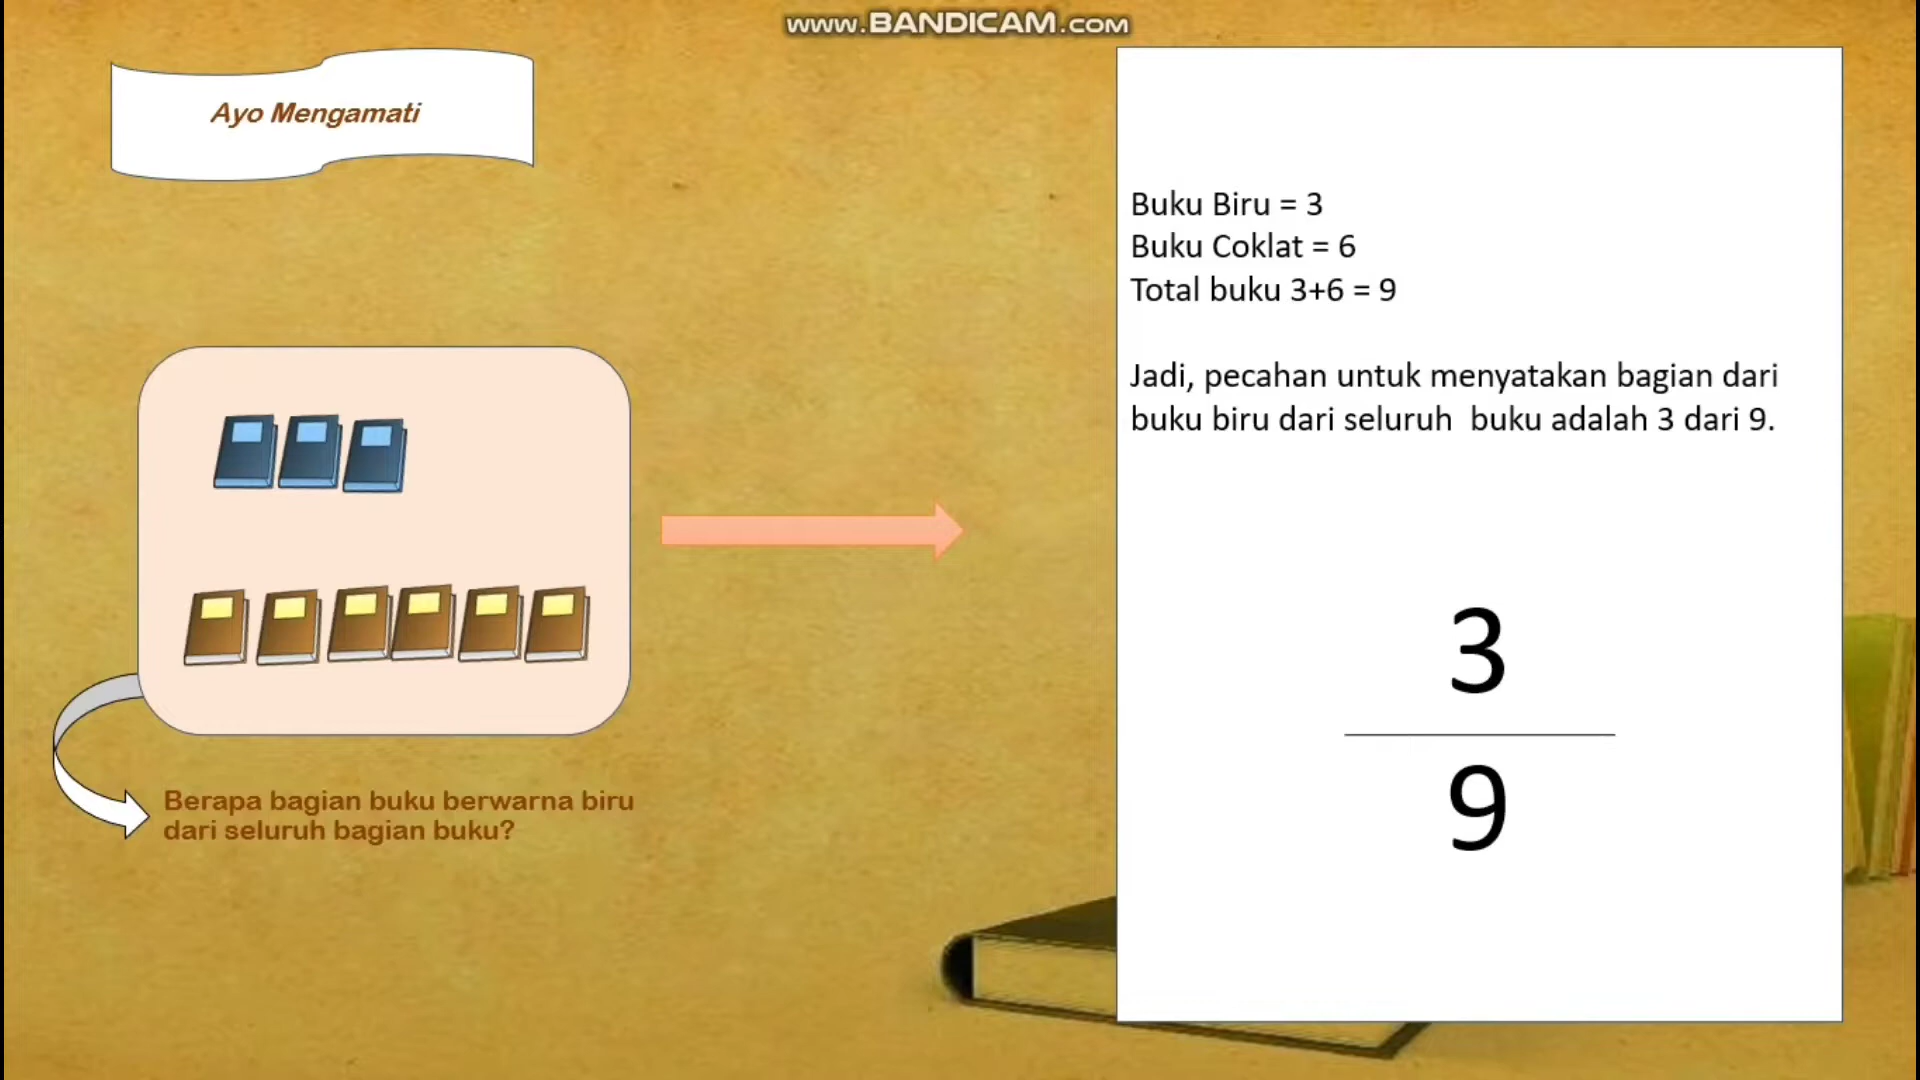 www.BANDICAM.com
Ayo Mengamati
Buku Biru = 3
Buku Coklat = 6
Total buku 3+6 = 9
Jadi, pecahan untuk menyatakan bagian dari
buku biru dari seluruh  buku adalah 3 dari 9.
3
9
Berapa bagian buku berwarna biru
dari seluruh bagian buku?